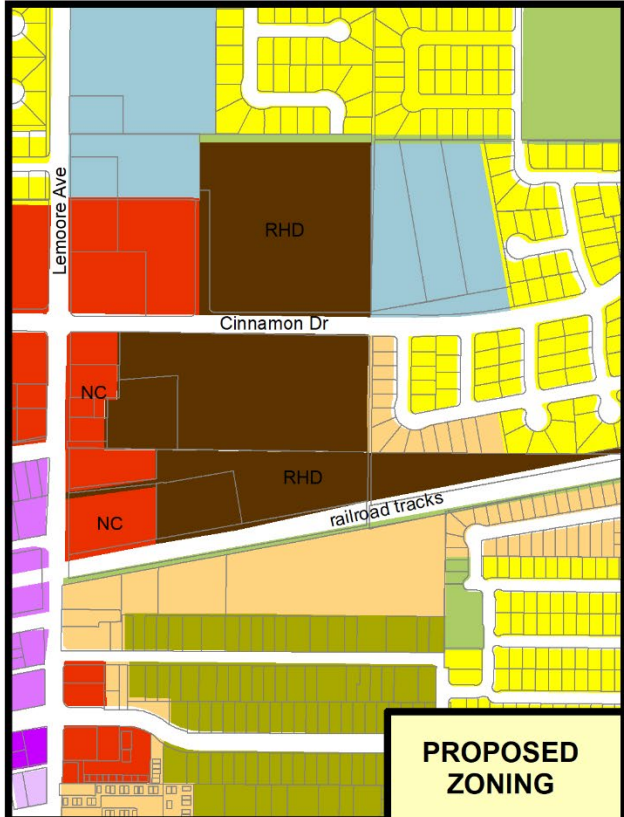 Lemoore Ave
RHD
Cinnamon Dr
NC
RHD
NC
railroad tracks
PROPOSED
ZONING